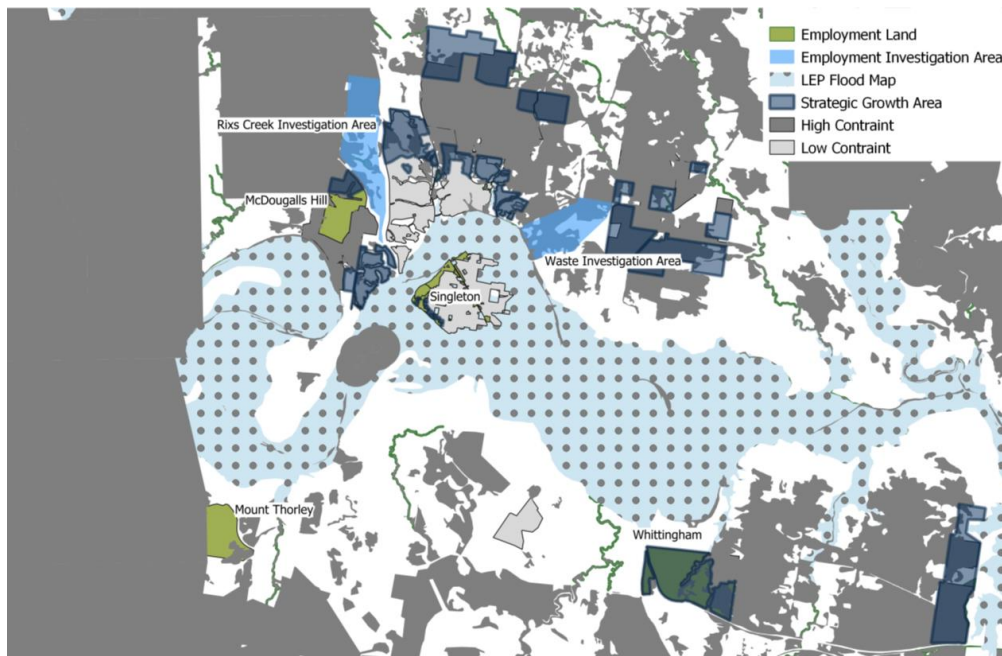 Employment Land
Employment Investigation Area
LEP Flood Map
Strategic Growth Area
High Contraint
Low Contraint
Rixs Creek Investigation Area
McDougalls Hill
Waste Investigation Area
Singleton
Mount Thorley
Whittingham